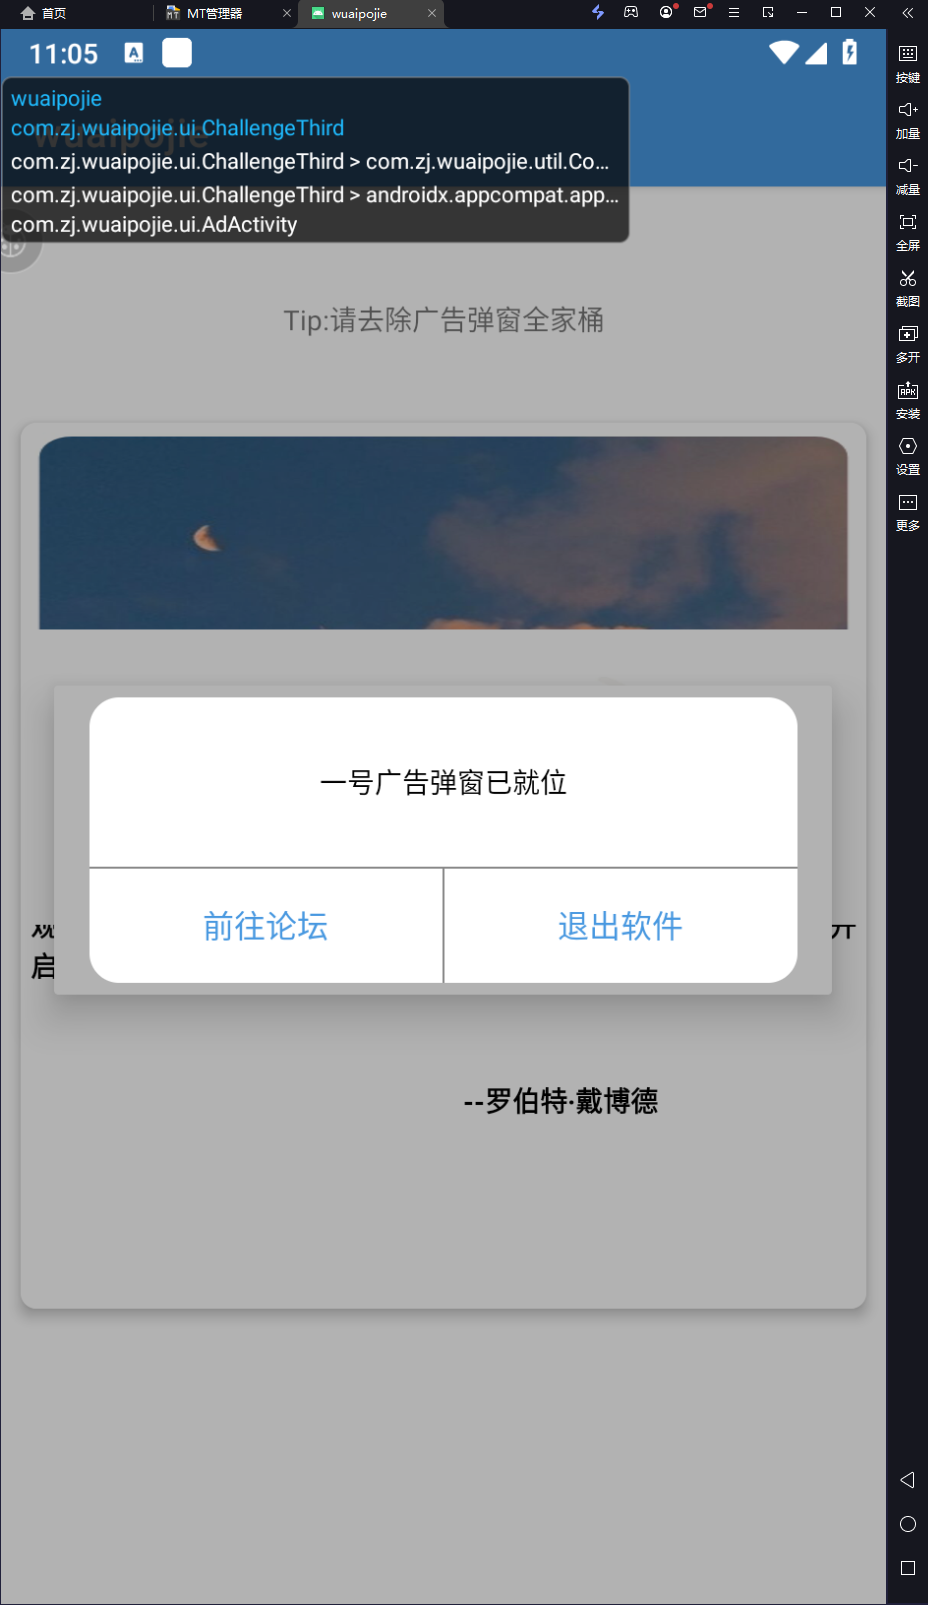 首页
MT管理器
wuaipojie
11:05
wuaipojie
com.zj.wuaipojie.ui.ChallengeThird
com.zj.wuaipojie.ui.ChallengeThird > com.zj.wuaipojie.util.Co...
com.zj.wuaipojie.ui.ChallengeThird > androidx.appcompat.app...
com.zj.wuaipojie.ui.AdActivity
wuaipojie
Tip:请去除广告弹窗全家桶
一号广告弹窗已就位
前往论坛
退出软件
启
--罗伯特·戴博德
按键
加量
减量
全屏
截图
多开
安装
设置
更多